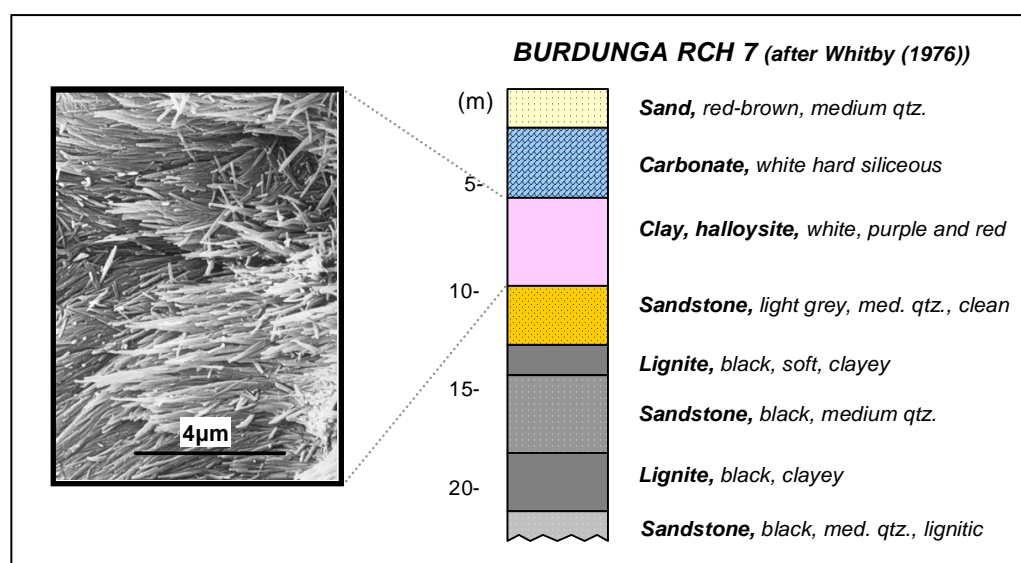 BURDUNGA RCH 7 (after Whitby (1976))
(m)
Sand, red-brown, medium qtz.
Carbonate, white hard siliceous
5-
Clay, halloysite, white, purple and red
10-
Sandstone, light grey, med. qtz., clean
Lignite, black, soft, clayey
15-
Sandstone, black, medium qtz.
4µm
Lignite, black, clayey
20-
Sandstone, black, med. qtz., lignitic